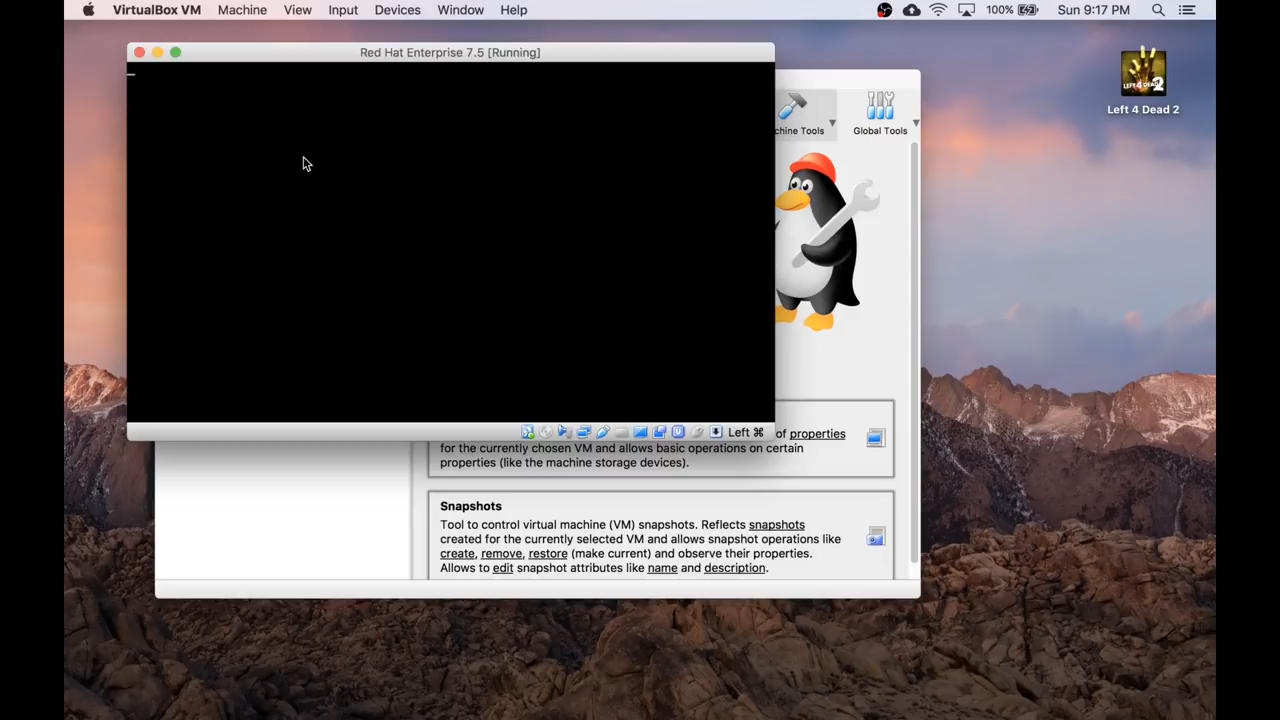 VirtualBox VM Machine View Input Devices Window Help 100% Sun 9:17 PM
Red Hat Enterprise 7.5 [Running]
chine Tools Global Tools
LEFT 4 DEAD 2
Left 4 Dead 2
Left ⌘
of properties
for the currently chosen VM and allows basic operations on certain
properties (like the machine storage devices).
Snapshots
Tool to control virtual machine (VM) snapshots. Reflects snapshots
created for the currently selected VM and allows snapshot operations like
create, remove, restore (make current) and observe their properties.
Allows to edit snapshot attributes like name and description.